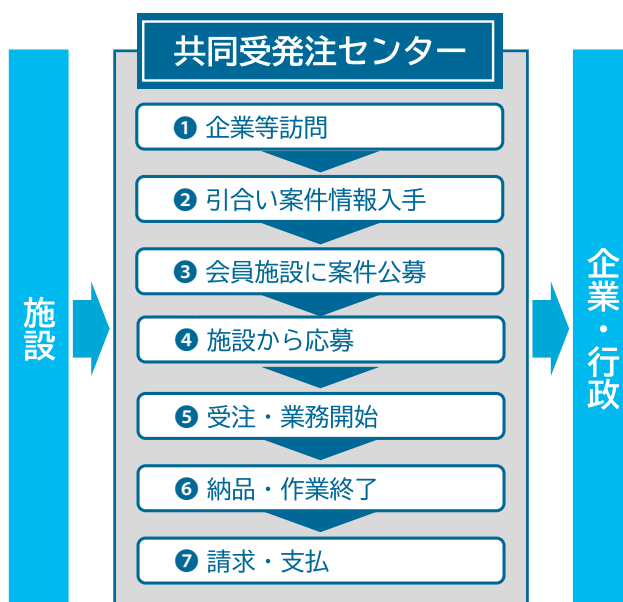 共同受発注センター
施設
❶ 企業等訪問
❷ 引合い案件情報入手
❸ 会員施設に案件公募
❹ 施設から応募
❺ 受注・業務開始
❻ 納品・作業終了
❼ 請求・支払
企業・行政